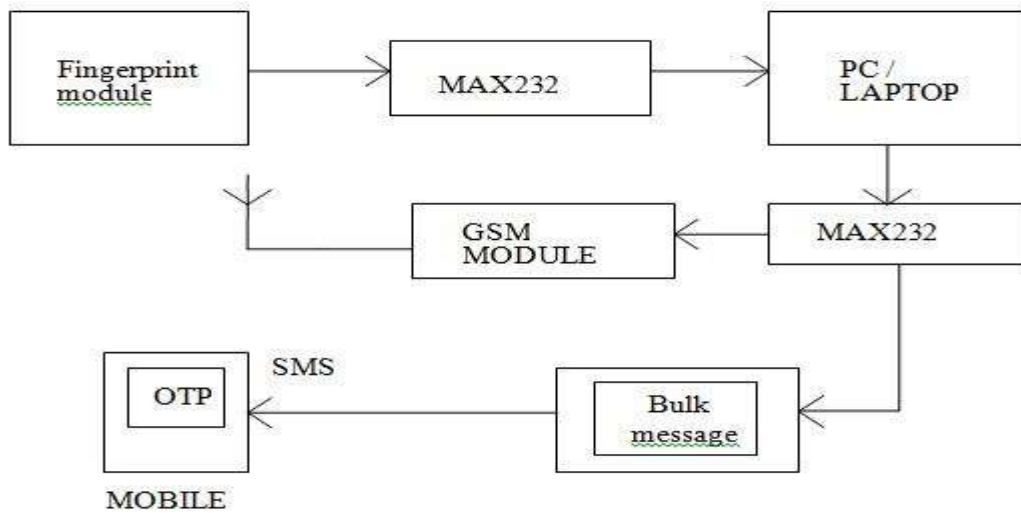 Fingerprint
module
MAX232
PC /
LAPTOP
GSM
MODULE
MAX232
OTP
SMS
Bulk
message
MOBILE